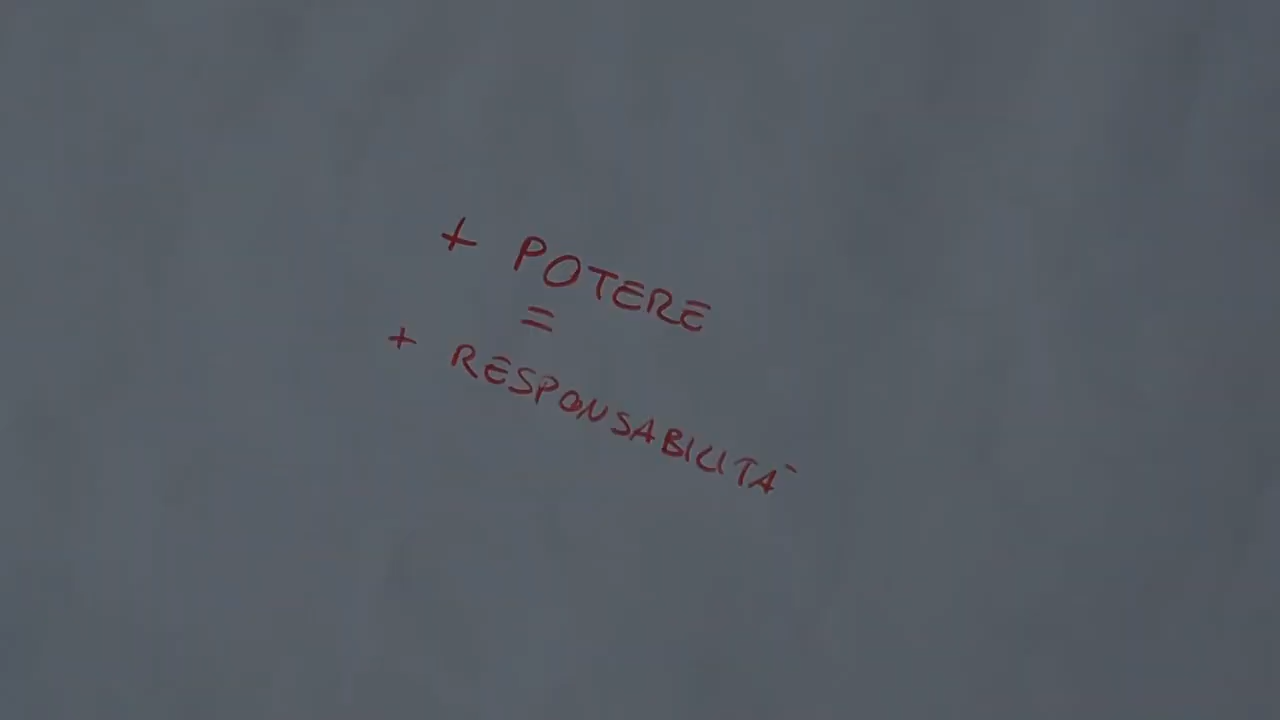 + POTERE
=
+ RESPONSABILITÀ